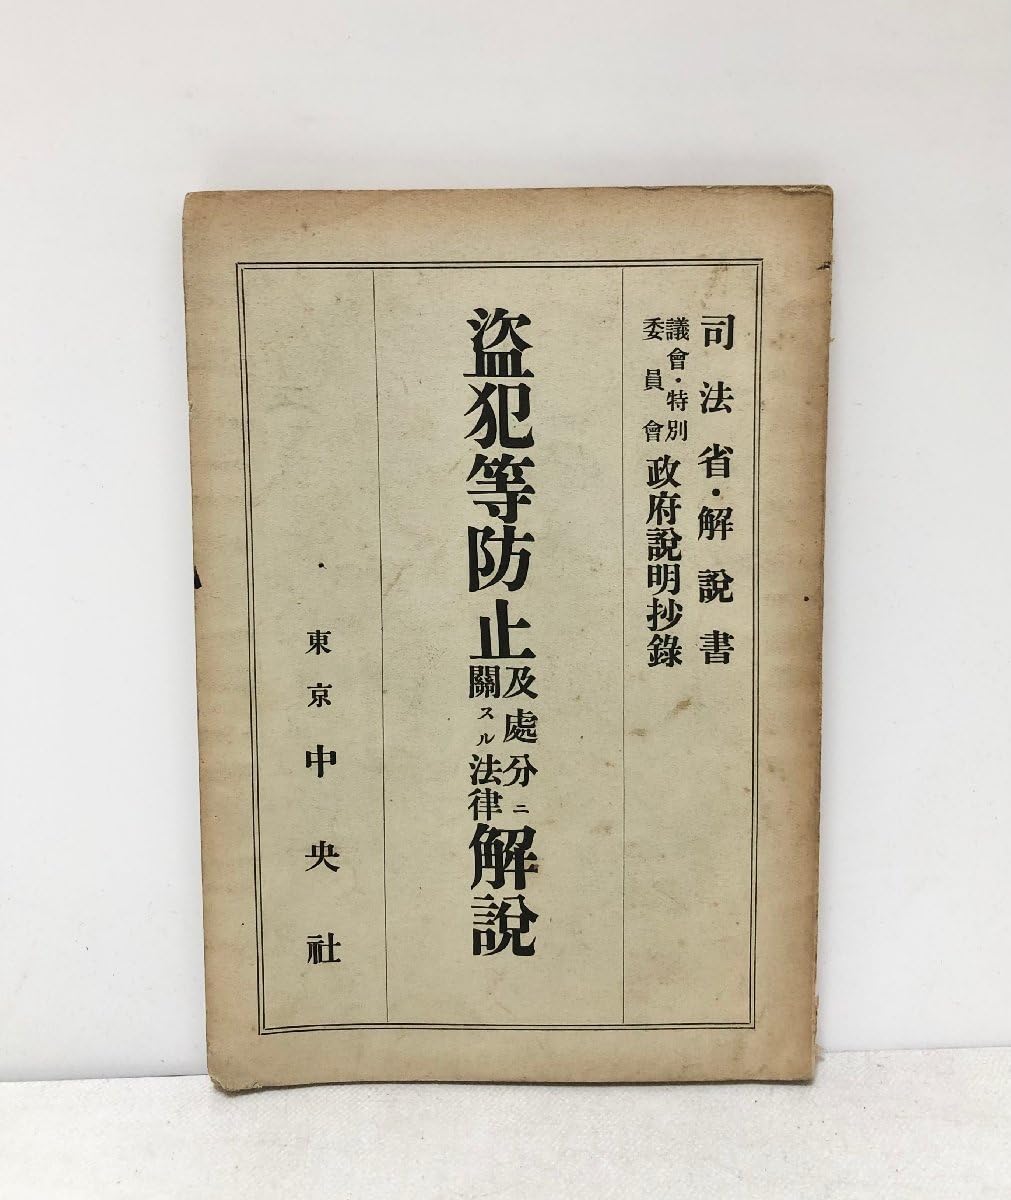 司法省・解說書
議會・特別
委員會
政府說明抄錄
盜犯等防止
及處分ニ
關スル法律
解說
東京中央社